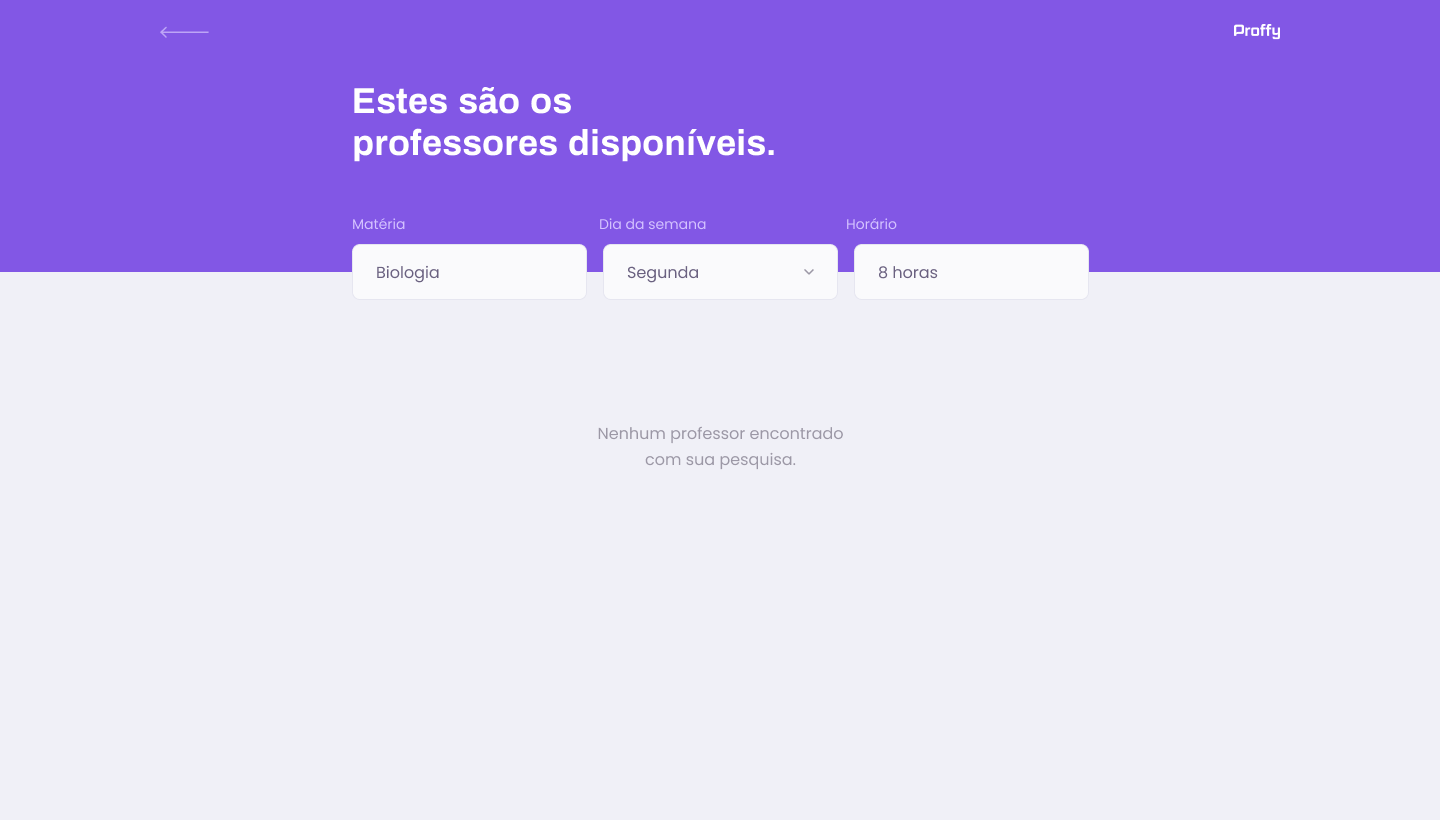 Proffy
Estes são os
professores disponíveis.
Matéria
Dia da semana
Horário
Biologia
Segunda
8 horas
Nenhum professor encontrado
com sua pesquisa.